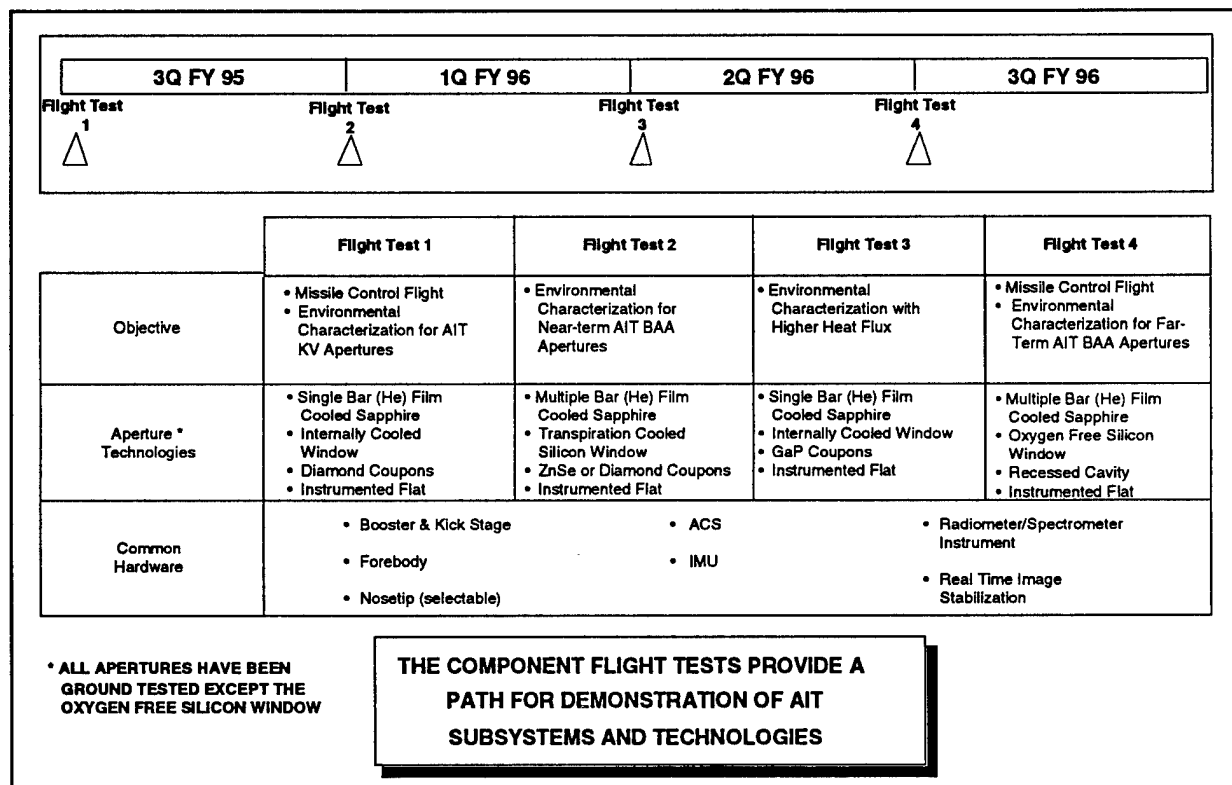 3Q FY 95 1Q FY 96 2Q FY 96 3Q FY 96
Flight Test Flight Test Flight Test Flight Test
1 2 3 4
Flight Test 1 Flight Test 2 Flight Test 3 Flight Test 4
Objective
• Missile Control Flight
• Environmental
Characterization for AIT
KV Apertures
• Environmental
Characterization for
Near-term AIT BAA
Apertures
• Environmental
Characterization with
Higher Heat Flux
• Missile Control Flight
• Environmental
Characterization for Far-
Term AIT BAA Apertures
Aperture *
Technologies
• Single Bar (He) Film
Cooled Sapphire
• Internally Cooled
Window
• Diamond Coupons
• Instrumented Flat
• Multiple Bar (He) Film
Cooled Sapphire
• Transpiration Cooled
Silicon Window
• ZnSe or Diamond Coupons
• Instrumented Flat
• Single Bar (He) Film
Cooled Sapphire
• Internally Cooled Window
• GaP Coupons
• Instrumented Flat
• Multiple Bar (He) Film
Cooled Sapphire
• Oxygen Free Silicon
Window
• Recessed Cavity
• Instrumented Flat
Common
Hardware
• Booster & Kick Stage
• Forebody
• Nosetip (selectable)
• ACS
• IMU
• Radiometer/Spectrometer
Instrument
• Real Time Image
Stabilization
* ALL APERTURES HAVE BEEN
GROUND TESTED EXCEPT THE
OXYGEN FREE SILICON WINDOW
THE COMPONENT FLIGHT TESTS PROVIDE A
PATH FOR DEMONSTRATION OF AIT
SUBSYSTEMS AND TECHNOLOGIES